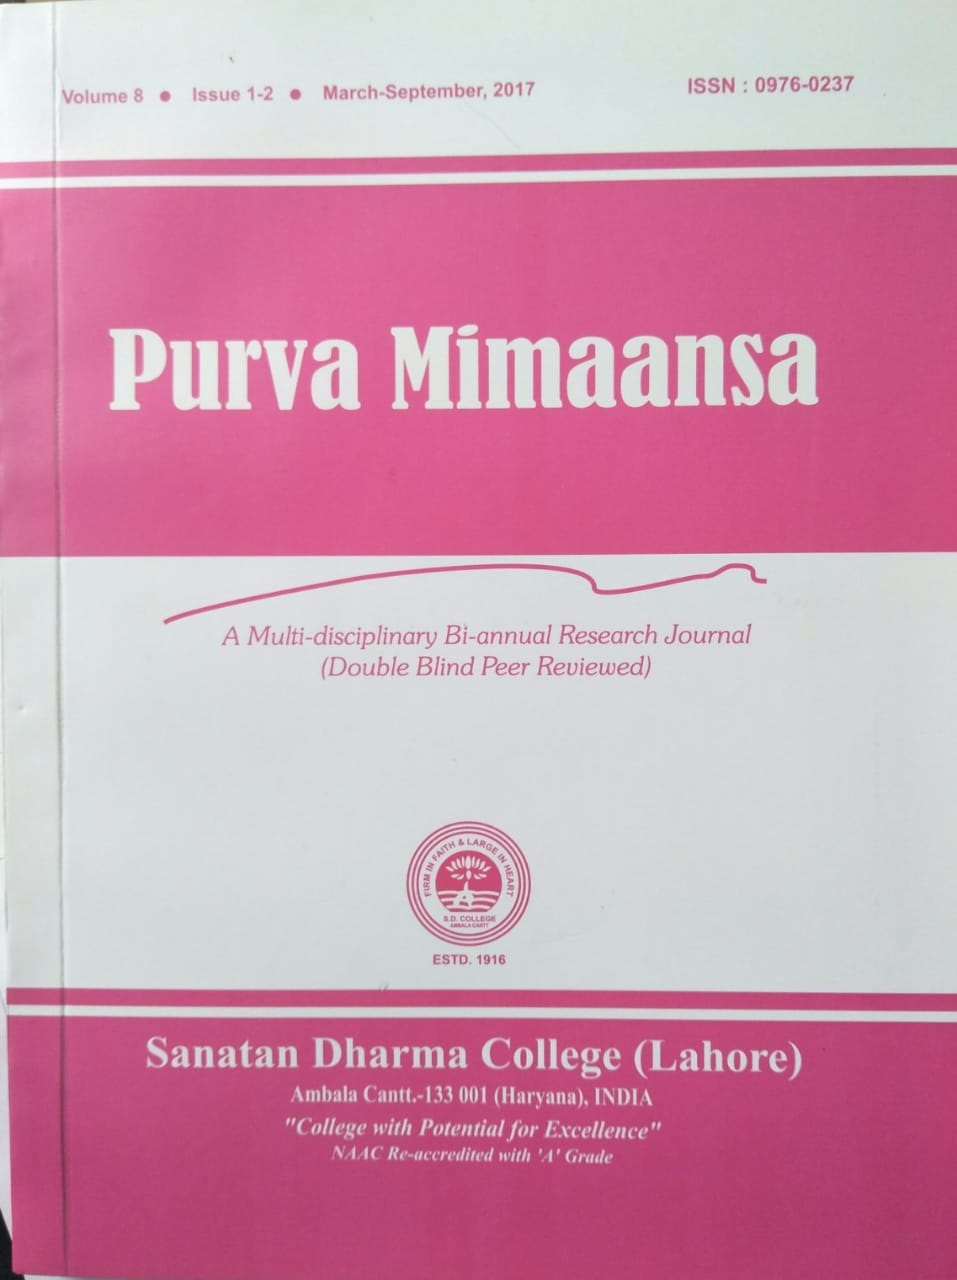 Volume 8 ● Issue 1-2 ● March-September, 2017 ISSN : 0976-0237
Purva Mimaansa
A Multi-disciplinary Bi-annual Research Journal
(Double Blind Peer Reviewed)
FIRM IN FAITH & LARGE IN HEART
S.D. COLLEGE
AMBALA CANTT
ESTD. 1916
Sanatan Dharma College (Lahore)
Ambala Cantt.-133 001 (Haryana), INDIA
"College with Potential for Excellence"
NAAC Re-accredited with 'A' Grade